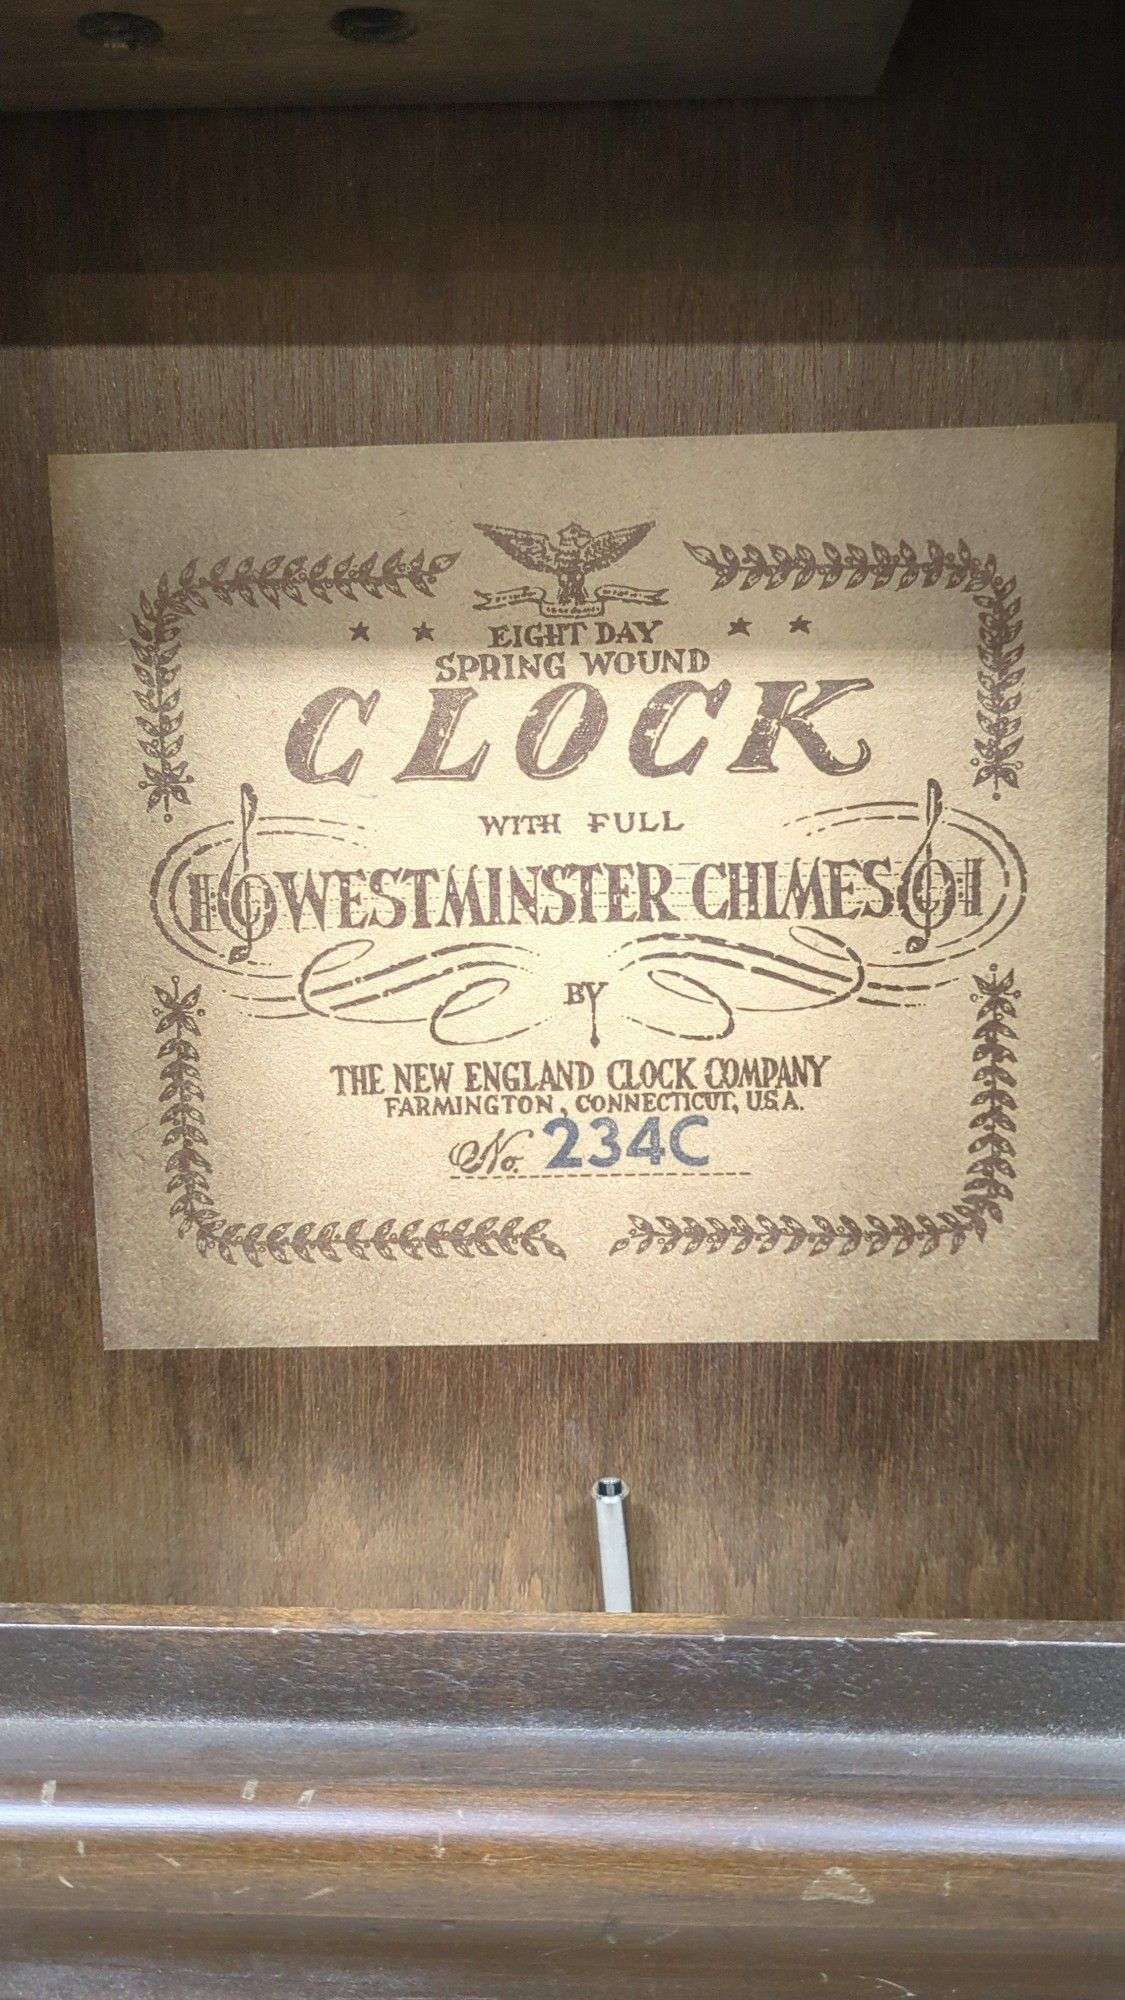 EIGHT DAY
SPRING WOUND
CLOCK
WITH FULL
WESTMINSTER CHIMES
BY
THE NEW ENGLAND CLOCK COMPANY
FARMINGTON, CONNECTICUT, U.S.A.
No. 234C